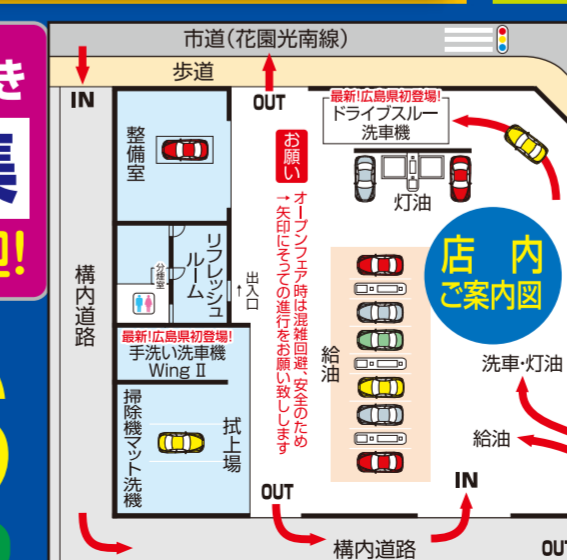 市道(花園光南線)
歩道
IN
OUT
最新!広島県初登場!
ドライブスルー
洗車機
整備室
お願い
オープンフェア時は混雑回避、安全のため
→矢印にそっての進行をお願い致しします
灯油
店内
ご案内図
構内道路
リフレッシュ
ルーム
分煙室
出入口
↑
最新!広島県初登場!
手洗い洗車機
Wing Ⅱ
給油
掃除機マット洗機
拭上場
洗車・灯油
給油
IN
OUT
構内道路
OUT
き
集
!